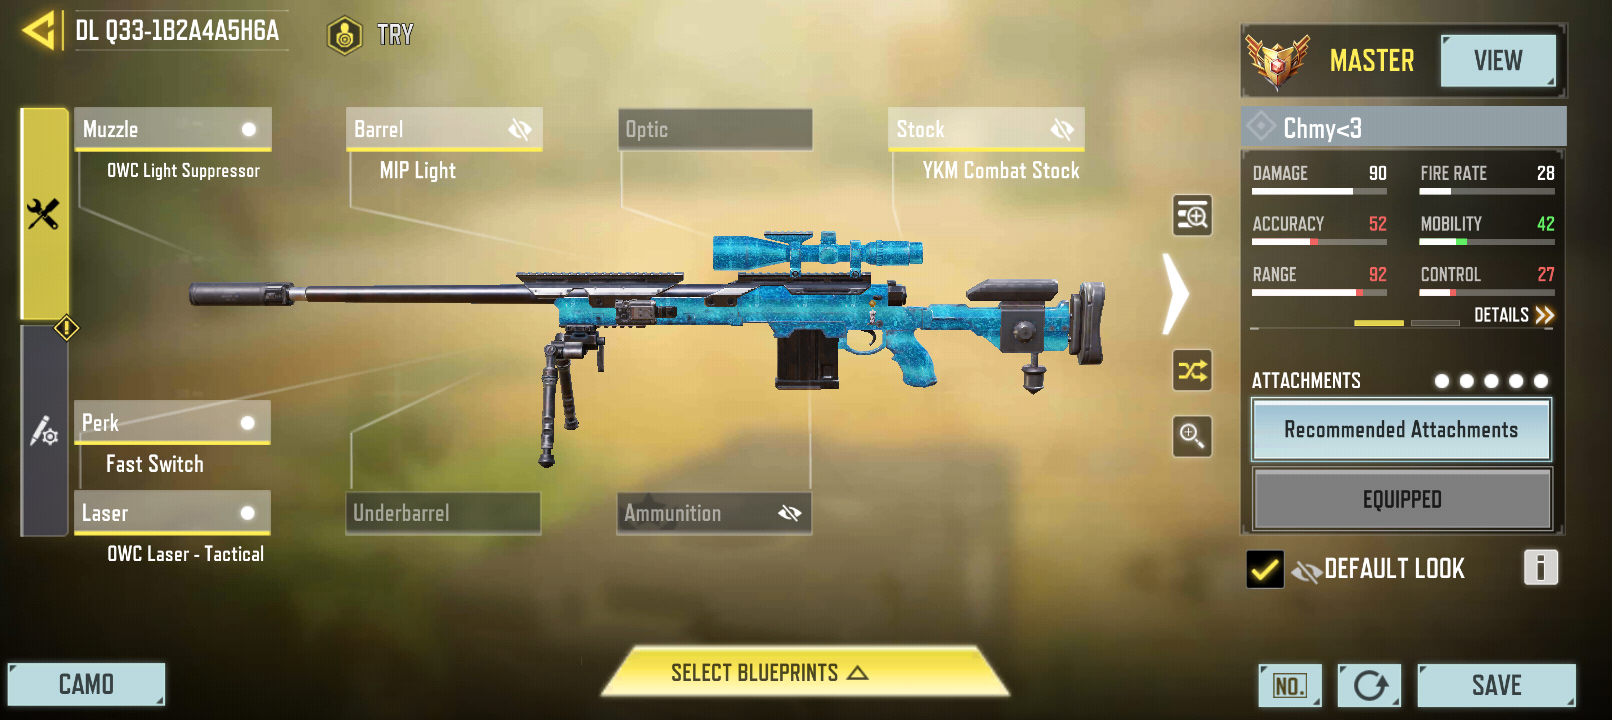 DL Q33-1B2A4A5H6A
TRY
MASTER
VIEW
Muzzle
OWC Light Suppressor
Barrel
MIP Light
Optic
Stock
YKM Combat Stock
Chmy<3
DAMAGE 90
FIRE RATE 28
ACCURACY 52
MOBILITY 42
RANGE 92
CONTROL 27
DETAILS
ATTACHMENTS
Recommended Attachments
EQUIPPED
Perk
Fast Switch
Laser
OWC Laser - Tactical
Underbarrel
Ammunition
DEFAULT LOOK
i
CAMO
SELECT BLUEPRINTS
NO.
SAVE